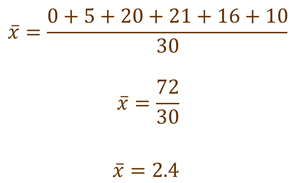 x̄ = (0 + 5 + 20 + 21 + 16 + 10) / 30
x̄ = 72 / 30
x̄ = 2.4